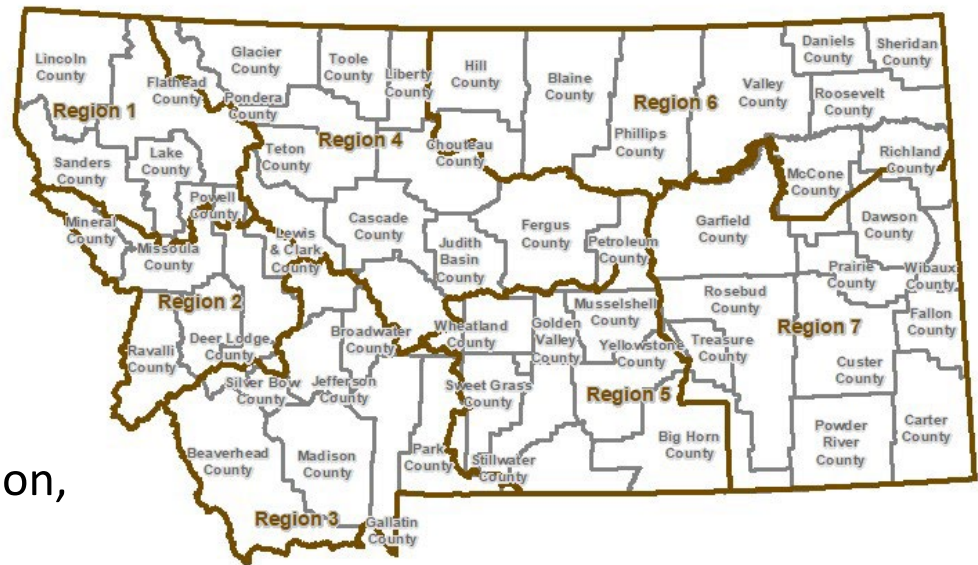 Lincoln
County
Flathead
County
Glacier
County
Toole
County
Liberty
County
Hill
County
Blaine
County
Phillips
County
Valley
County
Daniels
County
Sheridan
County
Roosevelt
County
Region 1
Pondera
County
Region 4
Region 6
Chouteau
County
Teton
County
Sanders
County
Lake
County
Powell
County
McCone
County
Richland
County
Mineral
County
Missoula
County
Lewis
& Clark
County
Cascade
County
Judith
Basin
County
Fergus
County
Petroleum
County
Garfield
County
Dawson
County
Prairie
County
Wibaux
County
Region 2
Ravalli
County
Deer Lodge
County
Silver Bow
County
Jefferson
County
Broadwater
County
Wheatland
County
Golden
Valley
County
Musselshell
County
Yellowstone
County
Rosebud
County
Treasure
County
Region 7
Fallon
County
Custer
County
Sweet Grass
County
Region 5
Big Horn
County
Powder
River
County
Carter
County
Beaverhead
County
Madison
County
Park
County
Stillwater
County
Region 3
Gallatin
County
on,